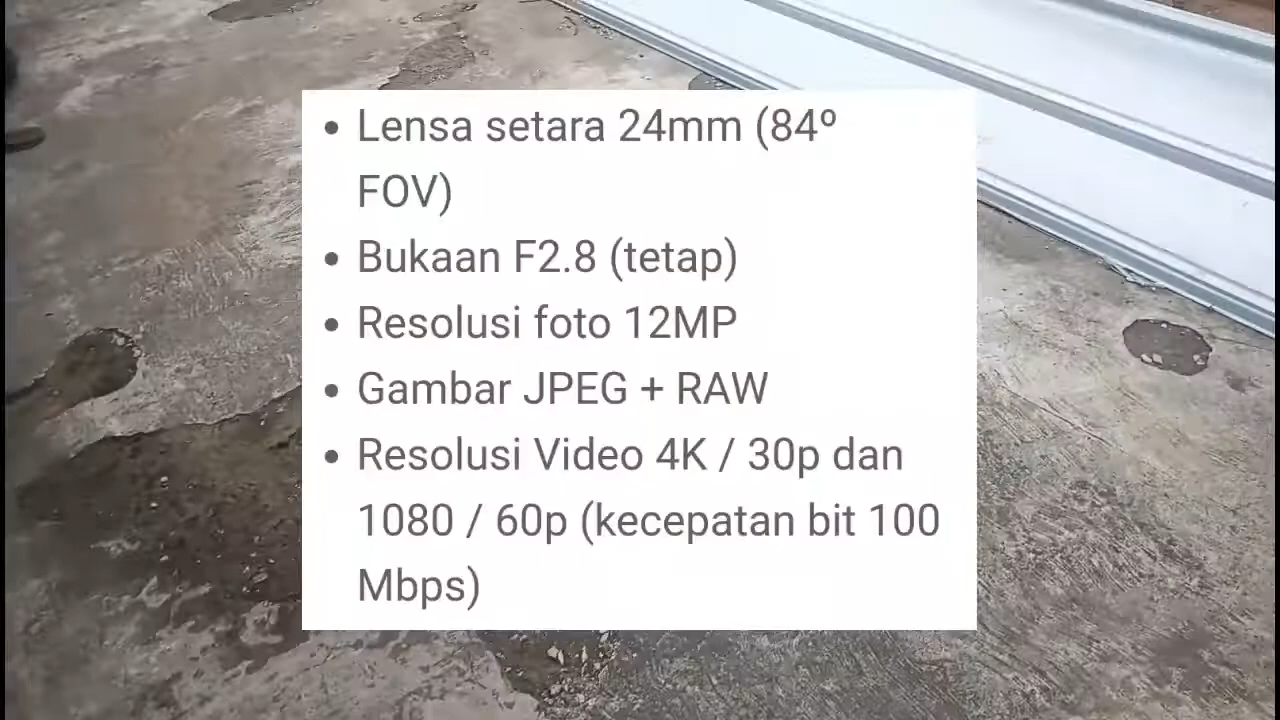 • Lensa setara 24mm (84º
FOV)
• Bukaan F2.8 (tetap)
• Resolusi foto 12MP
• Gambar JPEG + RAW
• Resolusi Video 4K / 30p dan
1080 / 60p (kecepatan bit 100
Mbps)